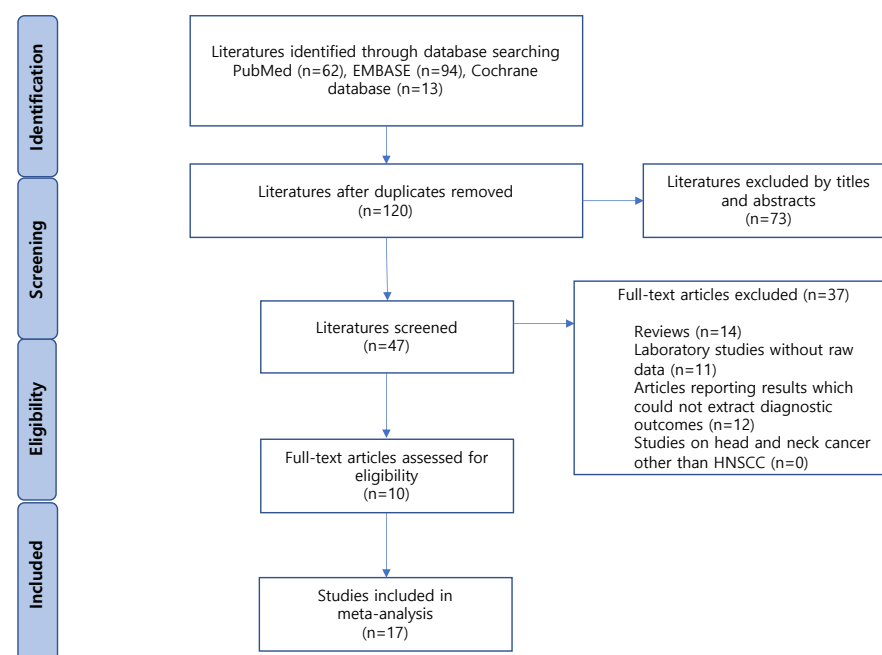 Identification
Literatures identified through database searching
PubMed (n=62), EMBASE (n=94), Cochrane
database (n=13)
Screening
Literatures after duplicates removed
(n=120)
Literatures excluded by titles
and abstracts
(n=73)
Literatures screened
(n=47)
Full-text articles excluded (n=37)
Reviews (n=14)
Laboratory studies without raw
data (n=11)
Articles reporting results which
could not extract diagnostic
outcomes (n=12)
Studies on head and neck cancer
other than HNSCC (n=0)
Eligibility
Full-text articles assessed for
eligibility
(n=10)
Included
Studies included in
meta-analysis
(n=17)